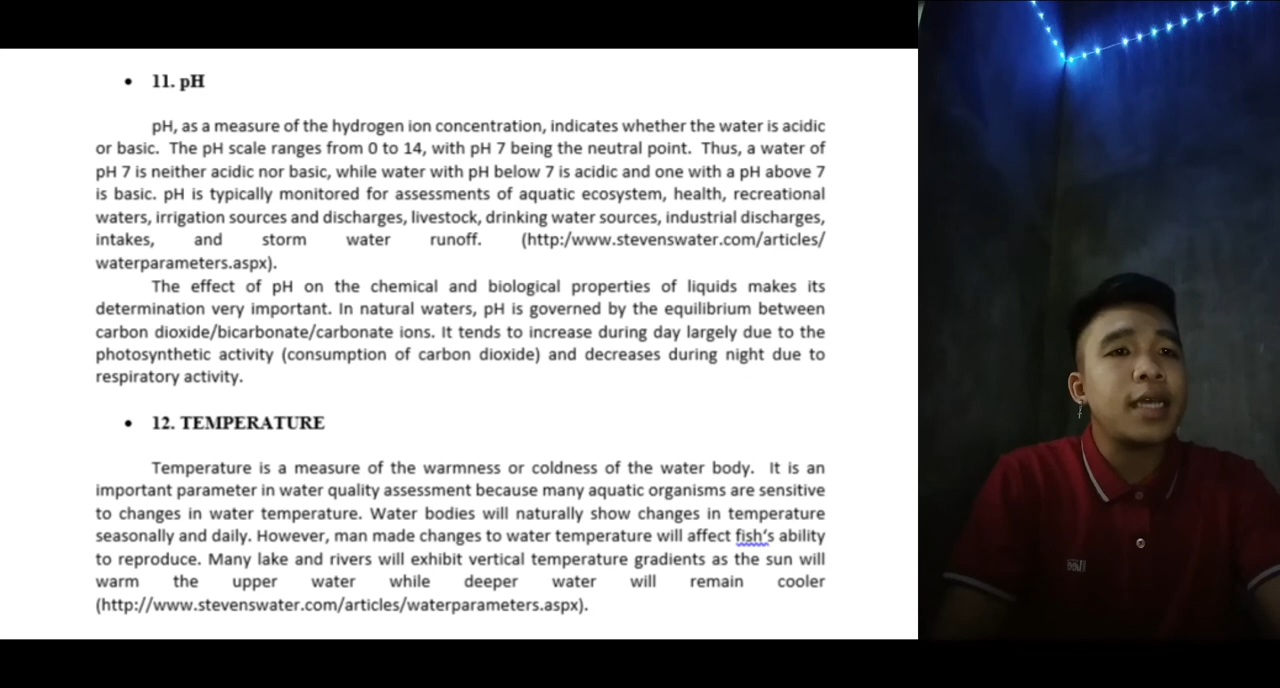 • 11. pH
pH, as a measure of the hydrogen ion concentration, indicates whether the water is acidic
or basic. The pH scale ranges from 0 to 14, with pH 7 being the neutral point. Thus, a water of
pH 7 is neither acidic nor basic, while water with pH below 7 is acidic and one with a pH above 7
is basic. pH is typically monitored for assessments of aquatic ecosystem, health, recreational
waters, irrigation sources and discharges, livestock, drinking water sources, industrial discharges,
intakes, and storm water runoff. (http:/www.stevenswater.com/articles/
waterparameters.aspx).
The effect of pH on the chemical and biological properties of liquids makes its
determination very important. In natural waters, pH is governed by the equilibrium between
carbon dioxide/bicarbonate/carbonate ions. It tends to increase during day largely due to the
photosynthetic activity (consumption of carbon dioxide) and decreases during night due to
respiratory activity.
• 12. TEMPERATURE
Temperature is a measure of the warmness or coldness of the water body. It is an
important parameter in water quality assessment because many aquatic organisms are sensitive
to changes in water temperature. Water bodies will naturally show changes in temperature
seasonally and daily. However, man made changes to water temperature will affect fish's ability
to reproduce. Many lake and rivers will exhibit vertical temperature gradients as the sun will
warm the upper water while deeper water will remain cooler
(http://www.stevenswater.com/articles/waterparameters.aspx).